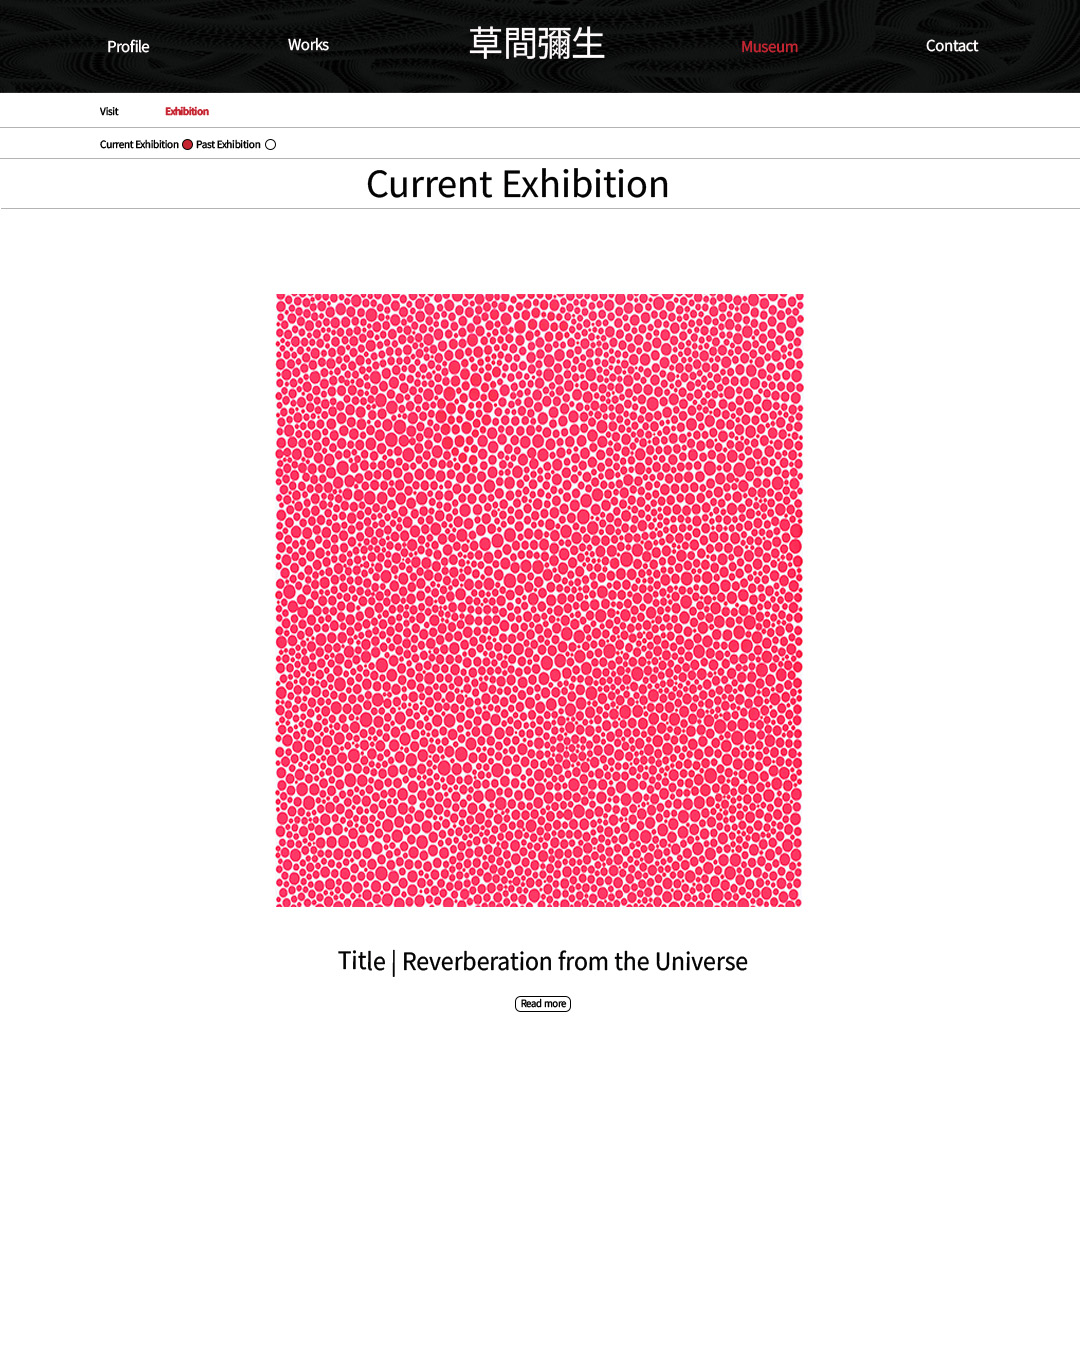 Profile Works 草間彌生 Museum Contact
Visit Exhibition
Current Exhibition Past Exhibition
Current Exhibition
Title | Reverberation from the Universe
Read more